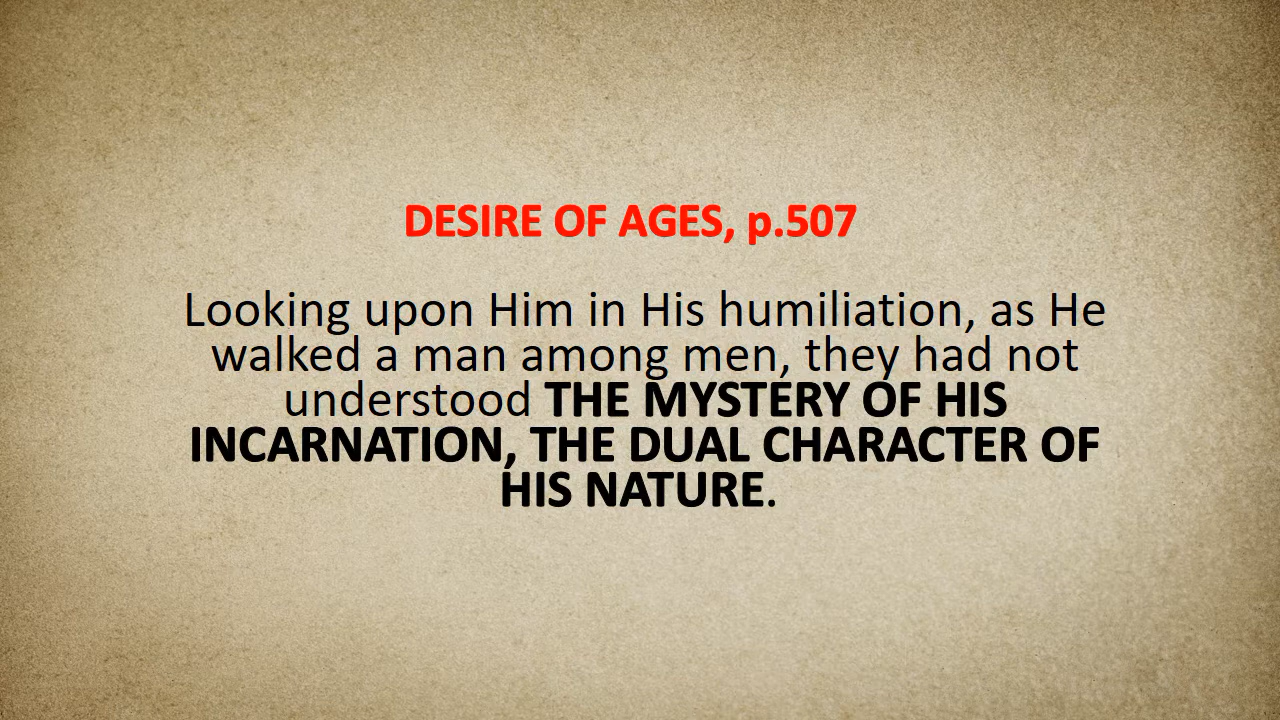 DESIRE OF AGES, p.507
Looking upon Him in His humiliation, as He
walked a man among men, they had not
understood THE MYSTERY OF HIS
INCARNATION, THE DUAL CHARACTER OF
HIS NATURE.